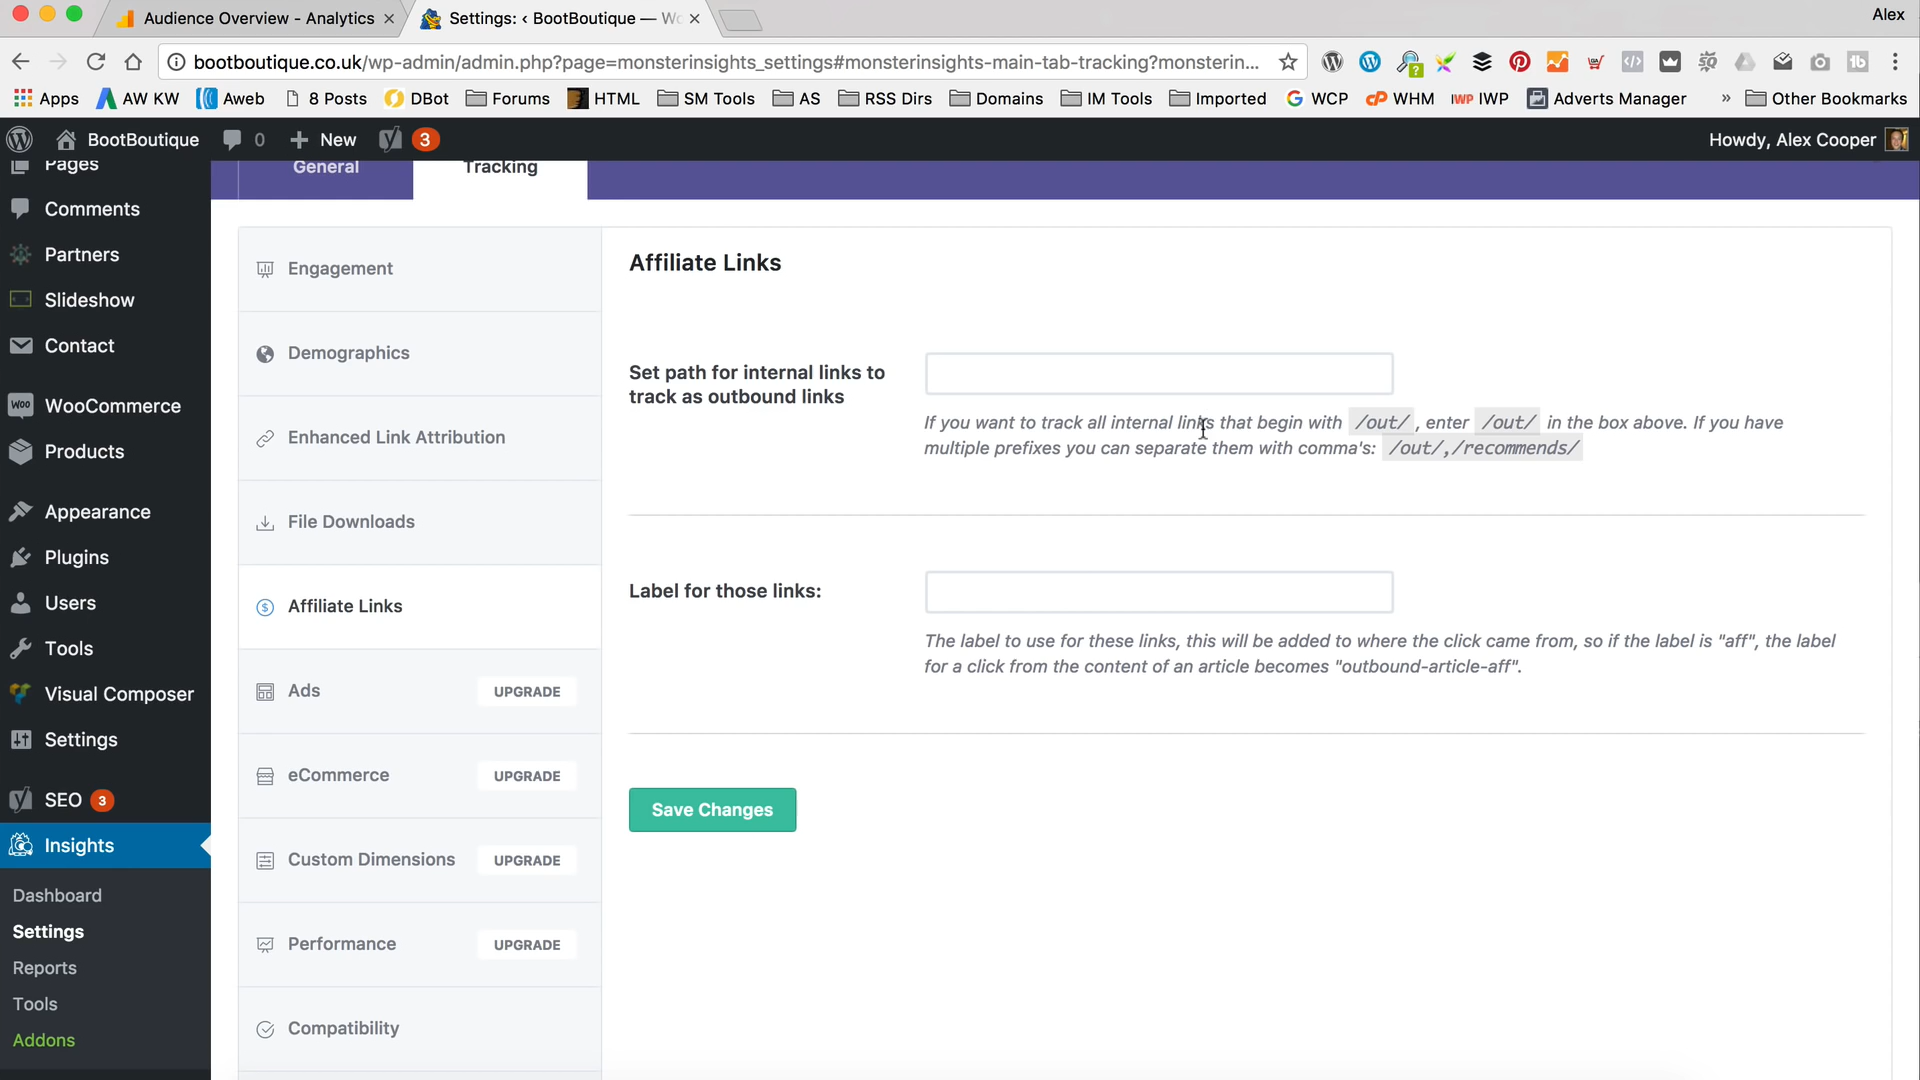 Audience Overview - Analytics
Settings: ‹ BootBoutique — Wo
Alex
bootboutique.co.uk/wp-admin/admin.php?page=monsterinsights_settings#monsterinsights-main-tab-tracking?monsterin...
Apps
AW KW
Aweb
8 Posts
DBot
Forums
HTML
SM Tools
AS
RSS Dirs
Domains
IM Tools
Imported
WCP
WHM
IWP
Adverts Manager
»
Other Bookmarks
BootBoutique
0
New
3
Howdy, Alex Cooper
Pages
Comments
Partners
Slideshow
Contact
WooCommerce
Products
Appearance
Plugins
Users
Tools
Visual Composer
Settings
SEO 3
Insights
Dashboard
Settings
Reports
Tools
Addons
General
Tracking
Engagement
Demographics
Enhanced Link Attribution
File Downloads
Affiliate Links
Ads UPGRADE
eCommerce UPGRADE
Custom Dimensions UPGRADE
Performance UPGRADE
Compatibility
Affiliate Links
Set path for internal links to
track as outbound links
If you want to track all internal links that begin with /out/ , enter /out/ in the box above. If you have
multiple prefixes you can separate them with comma's: /out/,/recommends/
Label for those links:
The label to use for these links, this will be added to where the click came from, so if the label is "aff", the label
for a click from the content of an article becomes "outbound-article-aff".
Save Changes